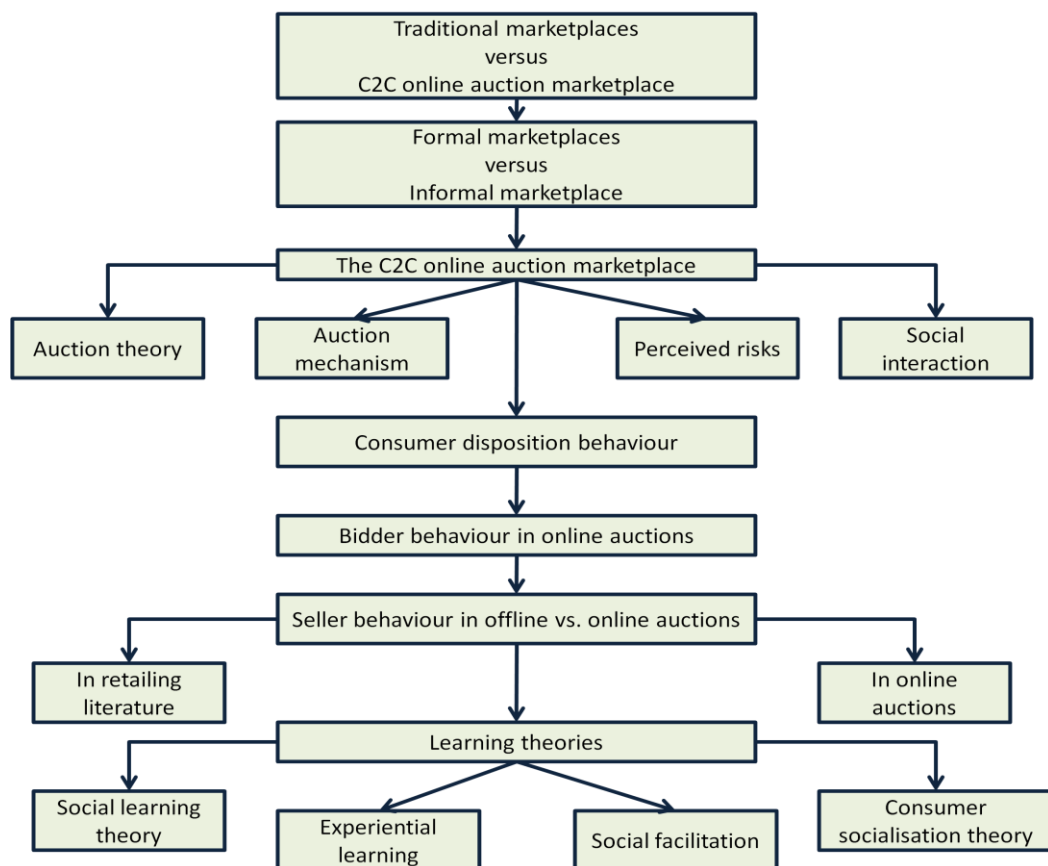 Traditional marketplaces
versus
C2C online auction marketplace
Formal marketplaces
versus
Informal marketplace
The C2C online auction marketplace
Auction theory
Auction
mechanism
Perceived risks
Social
interaction
Consumer disposition behaviour
Bidder behaviour in online auctions
Seller behaviour in offline vs. online auctions
In retailing
literature
In online
auctions
Learning theories
Social learning
theory
Experiential
learning
Social facilitation
Consumer
socialisation theory